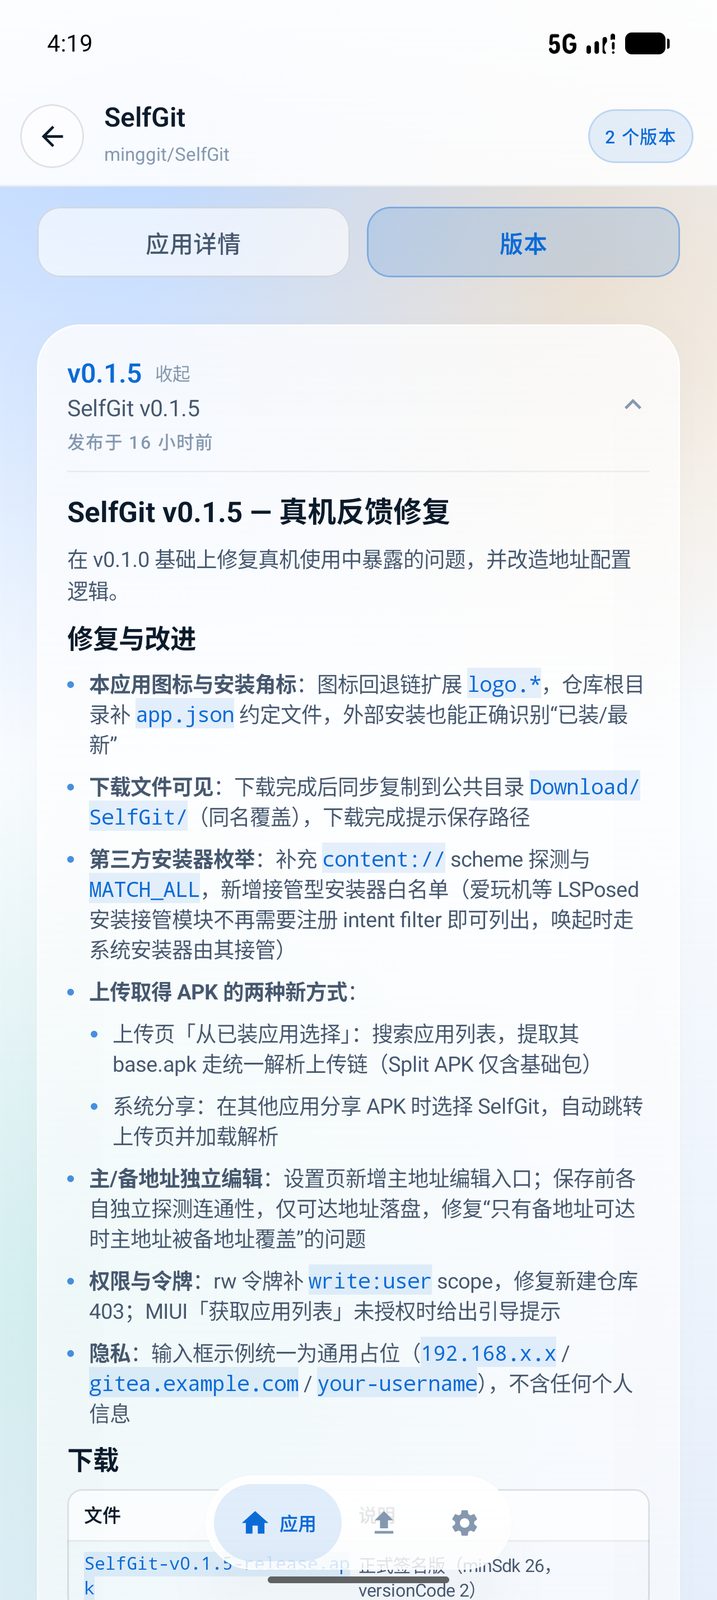 4:19
5G
SelfGit
minggit/SelfGit
2 个版本
应用详情
版本
v0.1.5 收起
SelfGit v0.1.5
发布于 16 小时前
SelfGit v0.1.5 — 真机反馈修复
在 v0.1.0 基础上修复真机使用中暴露的问题，并改造地址配置
逻辑。
修复与改进
• 本应用图标与安装角标：图标回退链扩展 logo.*，仓库根目
录补 app.json 约定文件，外部安装也能正确识别“已装/最
新”
• 下载文件可见：下载完成后同步复制到公共目录 Download/
SelfGit/（同名覆盖），下载完成提示保存路径
• 第三方安装器枚举：补充 content:// scheme 探测与
MATCH_ALL，新增接管型安装器白名单（爱玩机等 LSPosed
安装接管模块不再需要注册 intent filter 即可列出，唤起时走
系统安装器由其接管）
• 上传取得 APK 的两种新方式：
• 上传页「从已装应用选择」：搜索应用列表，提取其
base.apk 走统一解析上传链（Split APK 仅含基础包）
• 系统分享：在其他应用分享 APK 时选择 SelfGit，自动跳转
上传页并加载解析
• 主/备地址独立编辑：设置页新增主地址编辑入口；保存前各
自独立探测连通性，仅可达地址落盘，修复“只有备地址可达
时主地址被备地址覆盖”的问题
• 权限与令牌：rw 令牌补 write:user scope，修复新建仓库
403；MIUI「获取应用列表」未授权时给出引导提示
• 隐私：输入框示例统一为通用占位（192.168.x.x /
gitea.example.com / your-username），不含任何个人
信息
下载
文件
说明
应用
SelfGit-v0.1.5-release.ap
k
正式签名版（minSdk 26，
versionCode 2）